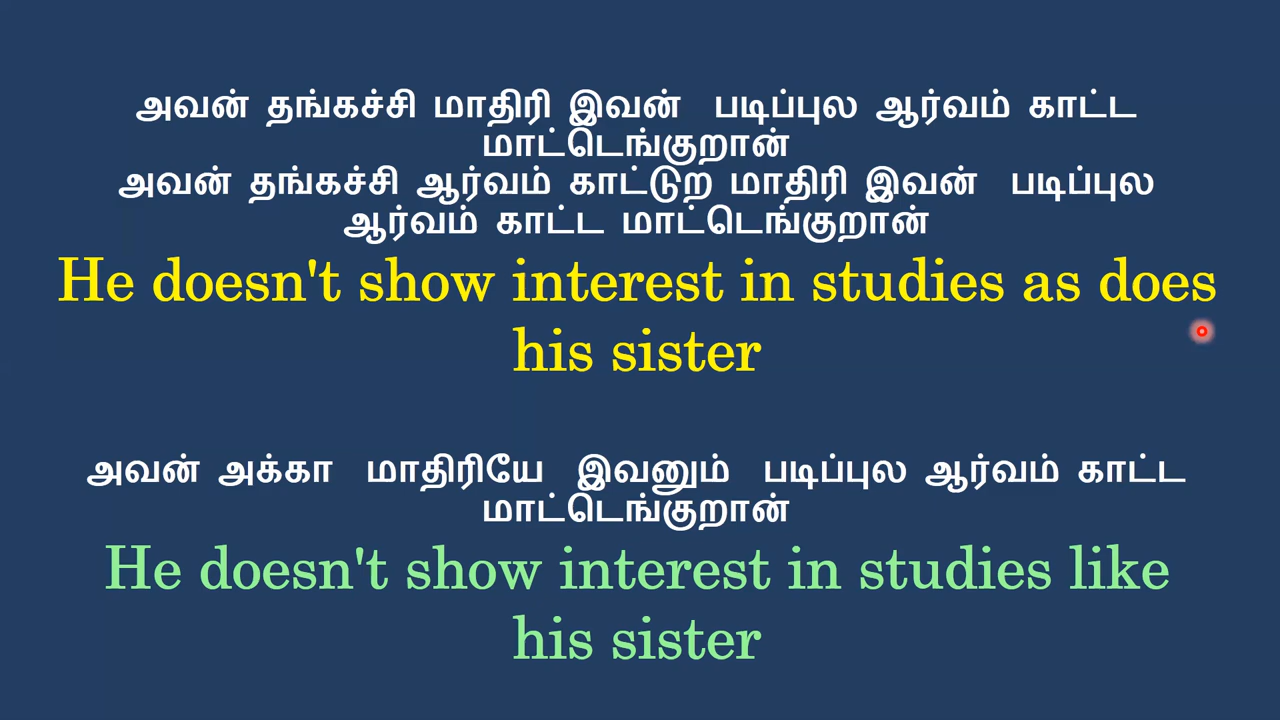 அவன் தங்கச்சி மாதிரி இவன் படிப்புல ஆர்வம் காட்ட
மாட்டெங்குறான்
அவன் தங்கச்சி ஆர்வம் காட்டுற மாதிரி இவன் படிப்புல
ஆர்வம் காட்ட மாட்டெங்குறான்
He doesn't show interest in studies as does
his sister
அவன் அக்கா மாதிரியே இவனும் படிப்புல ஆர்வம் காட்ட
மாட்டெங்குறான்
He doesn't show interest in studies like
his sister